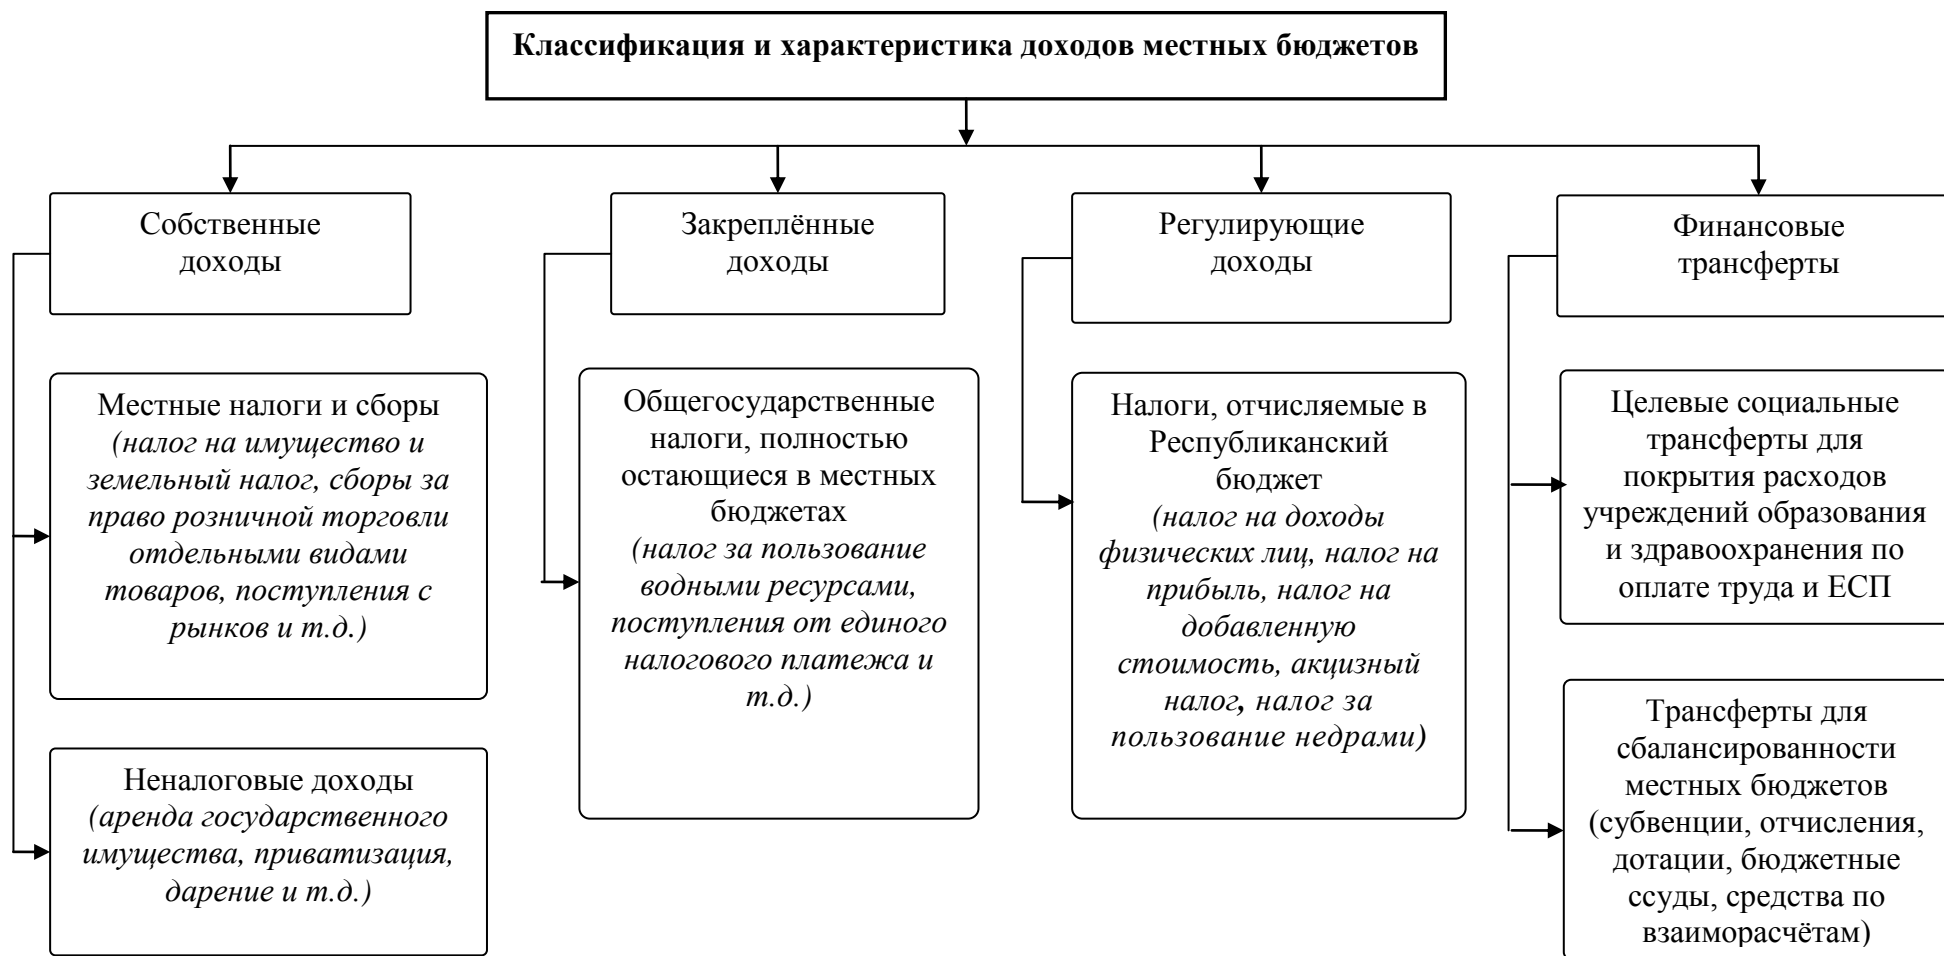 Классификация и характеристика доходов местных бюджетов
Собственные
доходы
Закреплённые
доходы
Регулирующие
доходы
Финансовые
трансферты
Местные налоги и сборы
(налог на имущество и
земельный налог, сборы за
право розничной торговли
отдельными видами
товаров, поступления с
рынков и т.д.)
Неналоговые доходы
(аренда государственного
имущества, приватизация,
дарение и т.д.)
Общегосударственные
налоги, полностью
остающиеся в местных
бюджетах
(налог за пользование
водными ресурсами,
поступления от единого
налогового платежа и
т.д.)
Налоги, отчисляемые в
Республиканский
бюджет
(налог на доходы
физических лиц, налог на
прибыль, налог на
добавленную
стоимость, акцизный
налог, налог за
пользование недрами)
Целевые социальные
трансферты для
покрытия расходов
учреждений образования
и здравоохранения по
оплате труда и ЕСП
Трансферты для
сбалансированности
местных бюджетов
(субвенции, отчисления,
дотации, бюджетные
ссуды, средства по
взаиморасчётам)